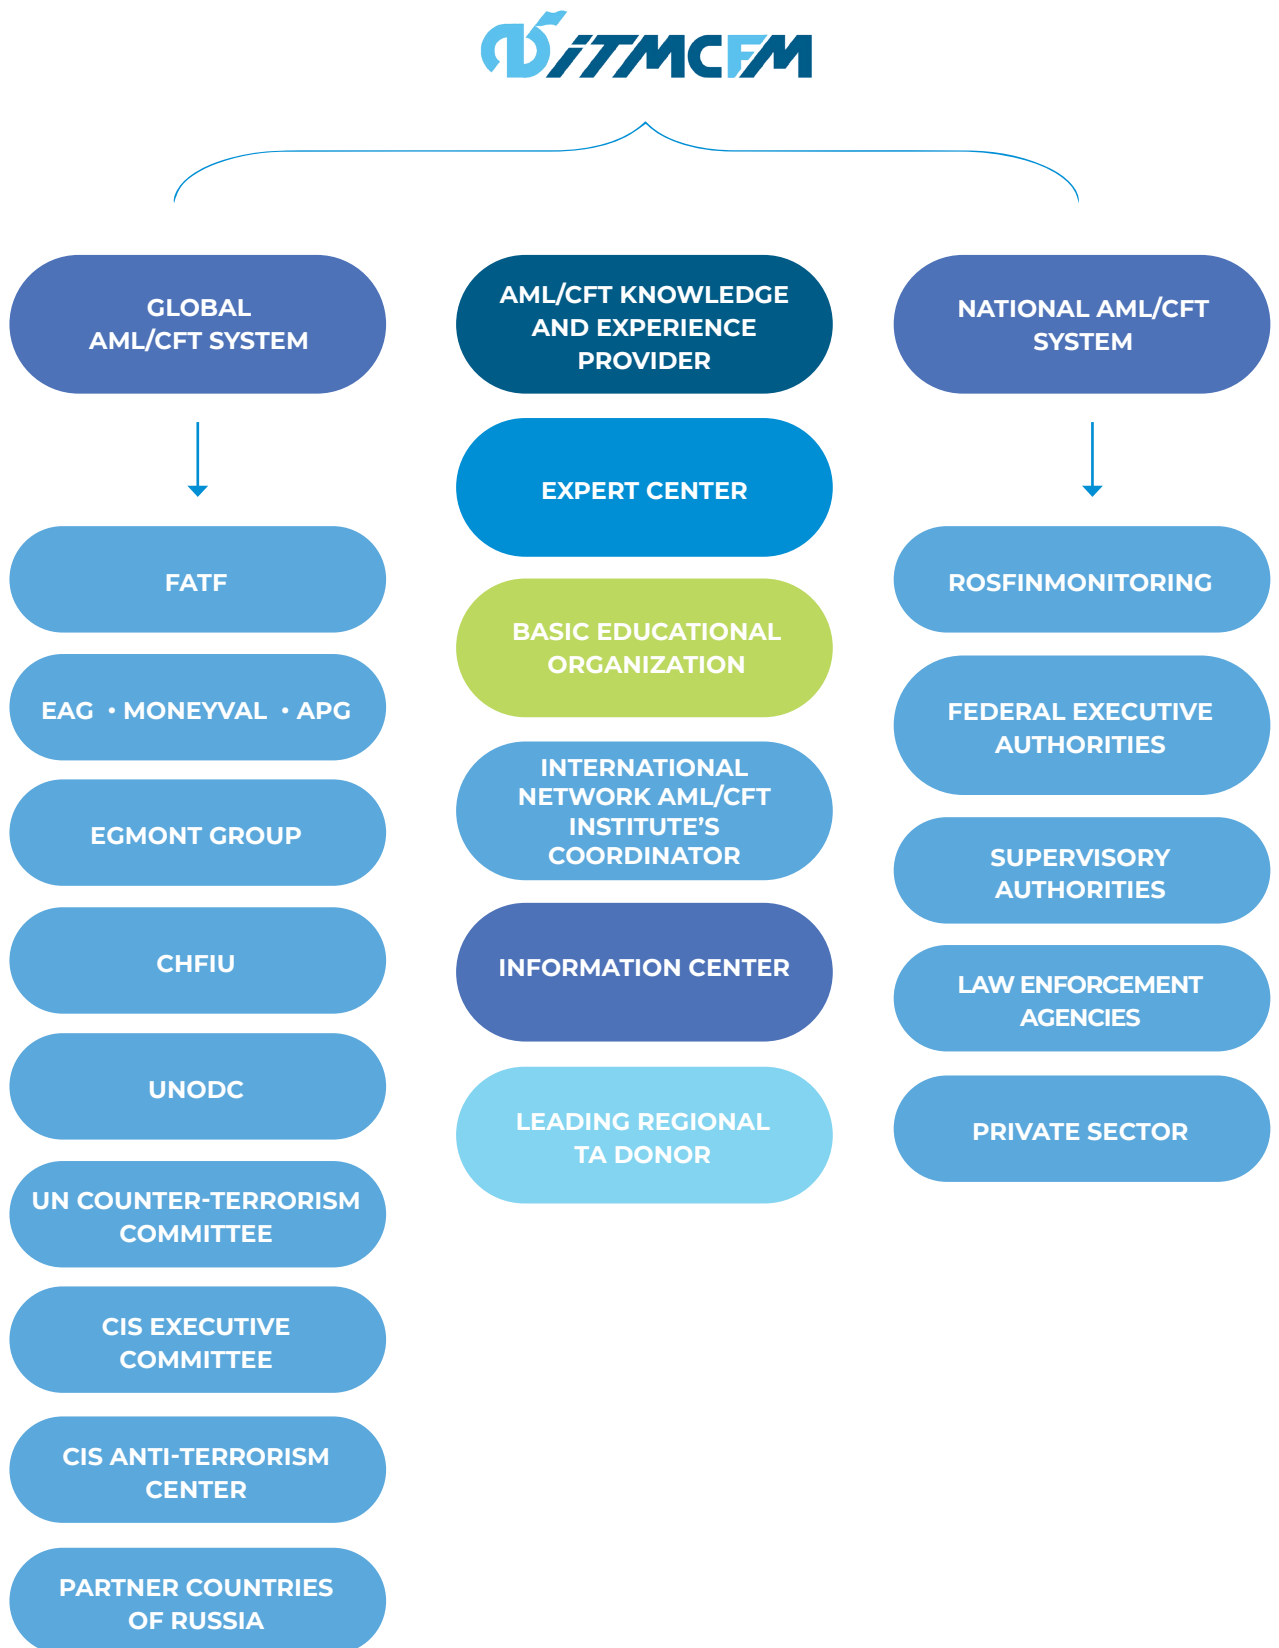 iTMCFM
GLOBAL
AML/CFT SYSTEM
FATF
EAG • MONEYVAL • APG
EGMONT GROUP
CHFIU
UNODC
UN COUNTER-TERRORISM
COMMITTEE
CIS EXECUTIVE
COMMITTEE
CIS ANTI-TERRORISM
CENTER
PARTNER COUNTRIES
OF RUSSIA
AML/CFT KNOWLEDGE
AND EXPERIENCE
PROVIDER
EXPERT CENTER
BASIC EDUCATIONAL
ORGANIZATION
INTERNATIONAL
NETWORK AML/CFT
INSTITUTE’S
COORDINATOR
INFORMATION CENTER
LEADING REGIONAL
TA DONOR
NATIONAL AML/CFT
SYSTEM
ROSFINMONITORING
FEDERAL EXECUTIVE
AUTHORITIES
SUPERVISORY
AUTHORITIES
LAW ENFORCEMENT
AGENCIES
PRIVATE SECTOR